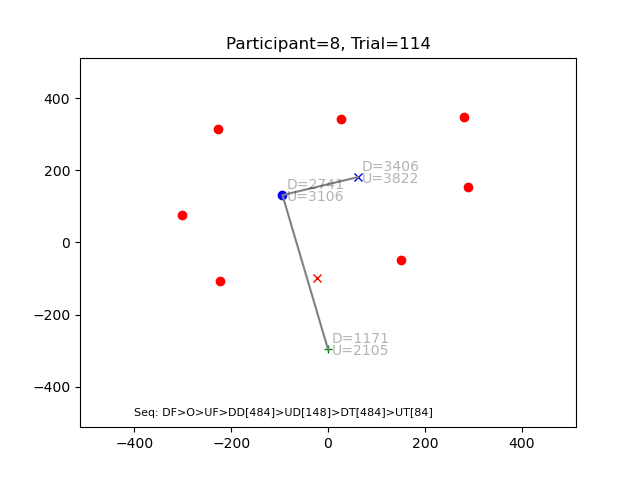 Participant=8, Trial=114
400
200
0
−200
−400
D=3406
U=3822
D=2741
U=3106
D=1171
U=2105
Seq: DF>O>UF>DD[484]>UD[148]>DT[484]>UT[84]
−400 −200 0 200 400